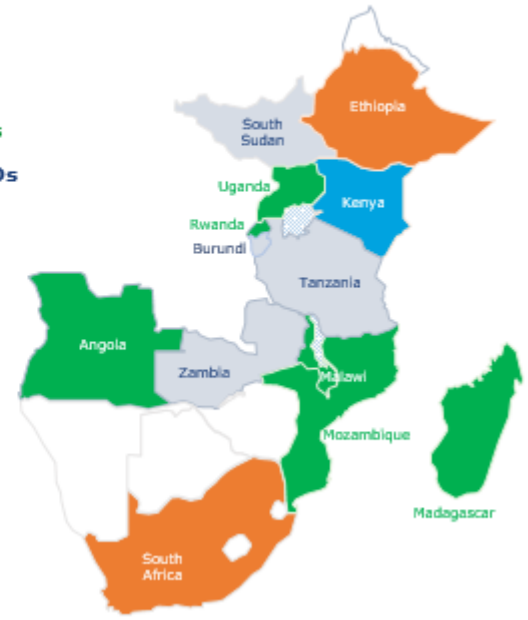 Ethiopia
South
Sudan
Uganda
Kenya
Rwanda
Burundi
Tanzania
Angola
Zambia
Malawi
Mozambique
Madagascar
South
Africa